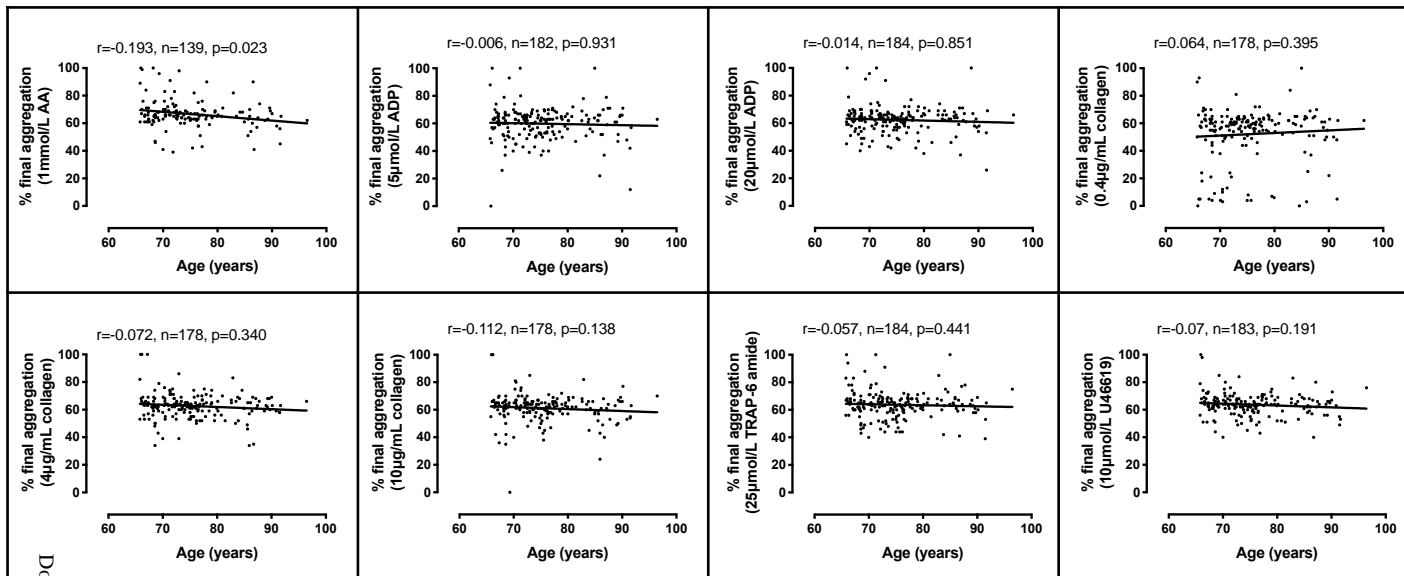 r=-0.193, n=139, p=0.023
% final aggregation
(1mmol/L AA)
100
80
60
40
20
0
60 70 80 90 100
Age (years)
r=-0.006, n=182, p=0.931
% final aggregation
(5µmol/L ADP)
100
80
60
40
20
0
60 70 80 90 100
Age (years)
r=-0.014, n=184, p=0.851
% final aggregation
(20µmol/L ADP)
100
80
60
40
20
0
60 70 80 90 100
Age (years)
r=0.064, n=178, p=0.395
% final aggregation
(0.4µg/mL collagen)
100
80
60
40
20
0
60 70 80 90 100
Age (years)
r=-0.072, n=178, p=0.340
% final aggregation
(4µg/mL collagen)
100
80
60
40
20
0
60 70 80 90 100
Age (years)
r=-0.112, n=178, p=0.138
% final aggregation
(10µg/mL collagen)
100
80
60
40
20
0
60 70 80 90 100
Age (years)
r=-0.057, n=184, p=0.441
% final aggregation
(25µmol/L TRAP-6 amide)
100
80
60
40
20
0
60 70 80 90 100
Age (years)
r=-0.07, n=183, p=0.191
% final aggregation
(10µmol/L U46619)
100
80
60
40
20
0
60 70 80 90 100
Age (years)